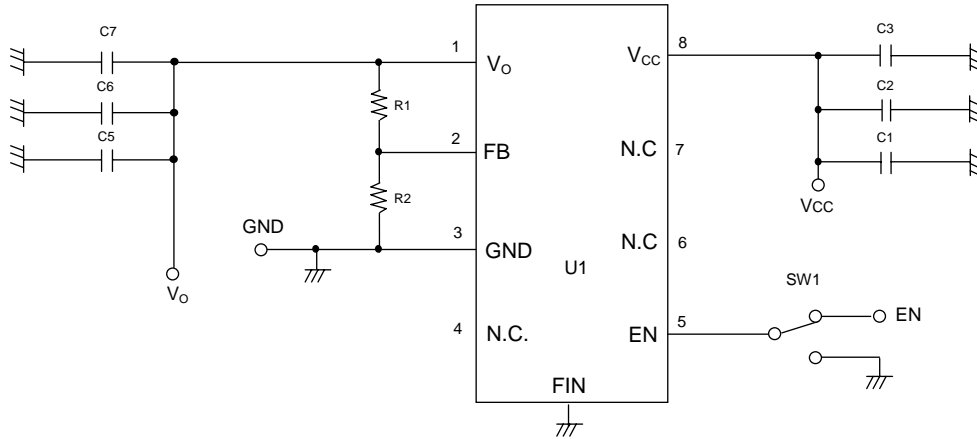 C7
C6
C5
1
Vo
R1
2
FB
R2
GND
3
GND
Vo
4
N.C.
FIN
U1
8
Vcc
C3
C2
C1
Vcc
N.C
7
N.C
6
SW1
EN
5
EN